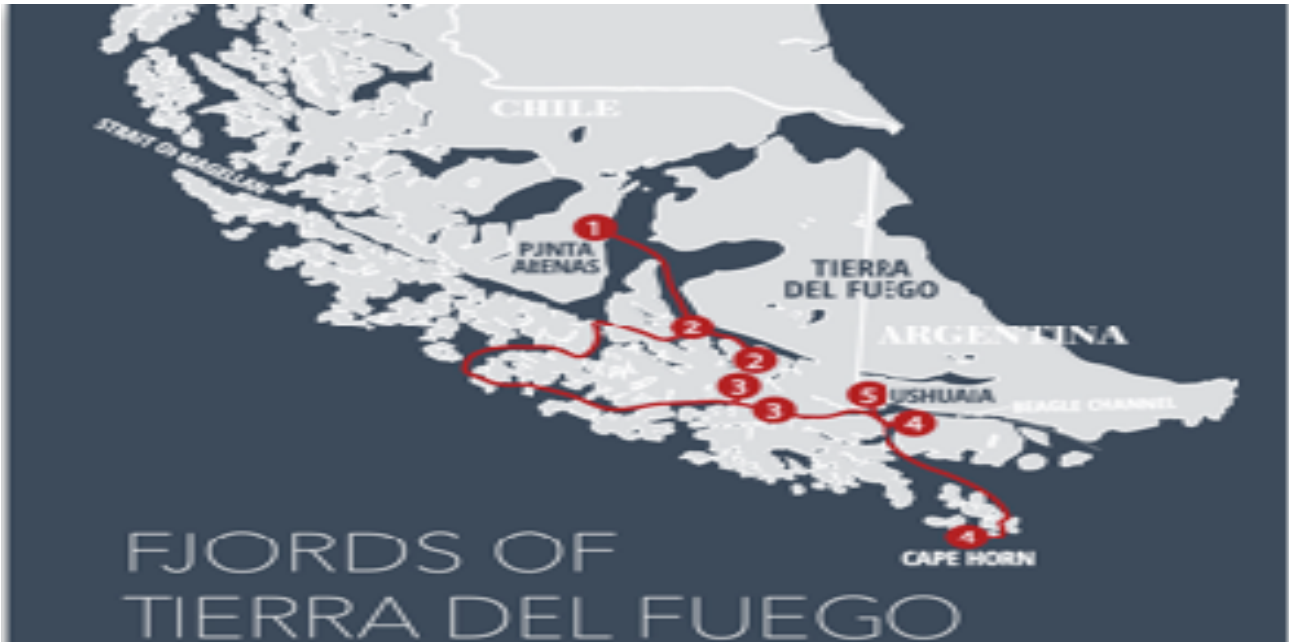 CHILE
STRAIT OF MAGELLAN
1
PUNTA
ARENAS
TIERRA
DEL FUEGO
2
ARGENTINA
2
3
3
5
USHUAIA
BEAGLE CHANNEL
4
4
CAPE HORN
FJORDS OF
TIERRA DEL FUEGO